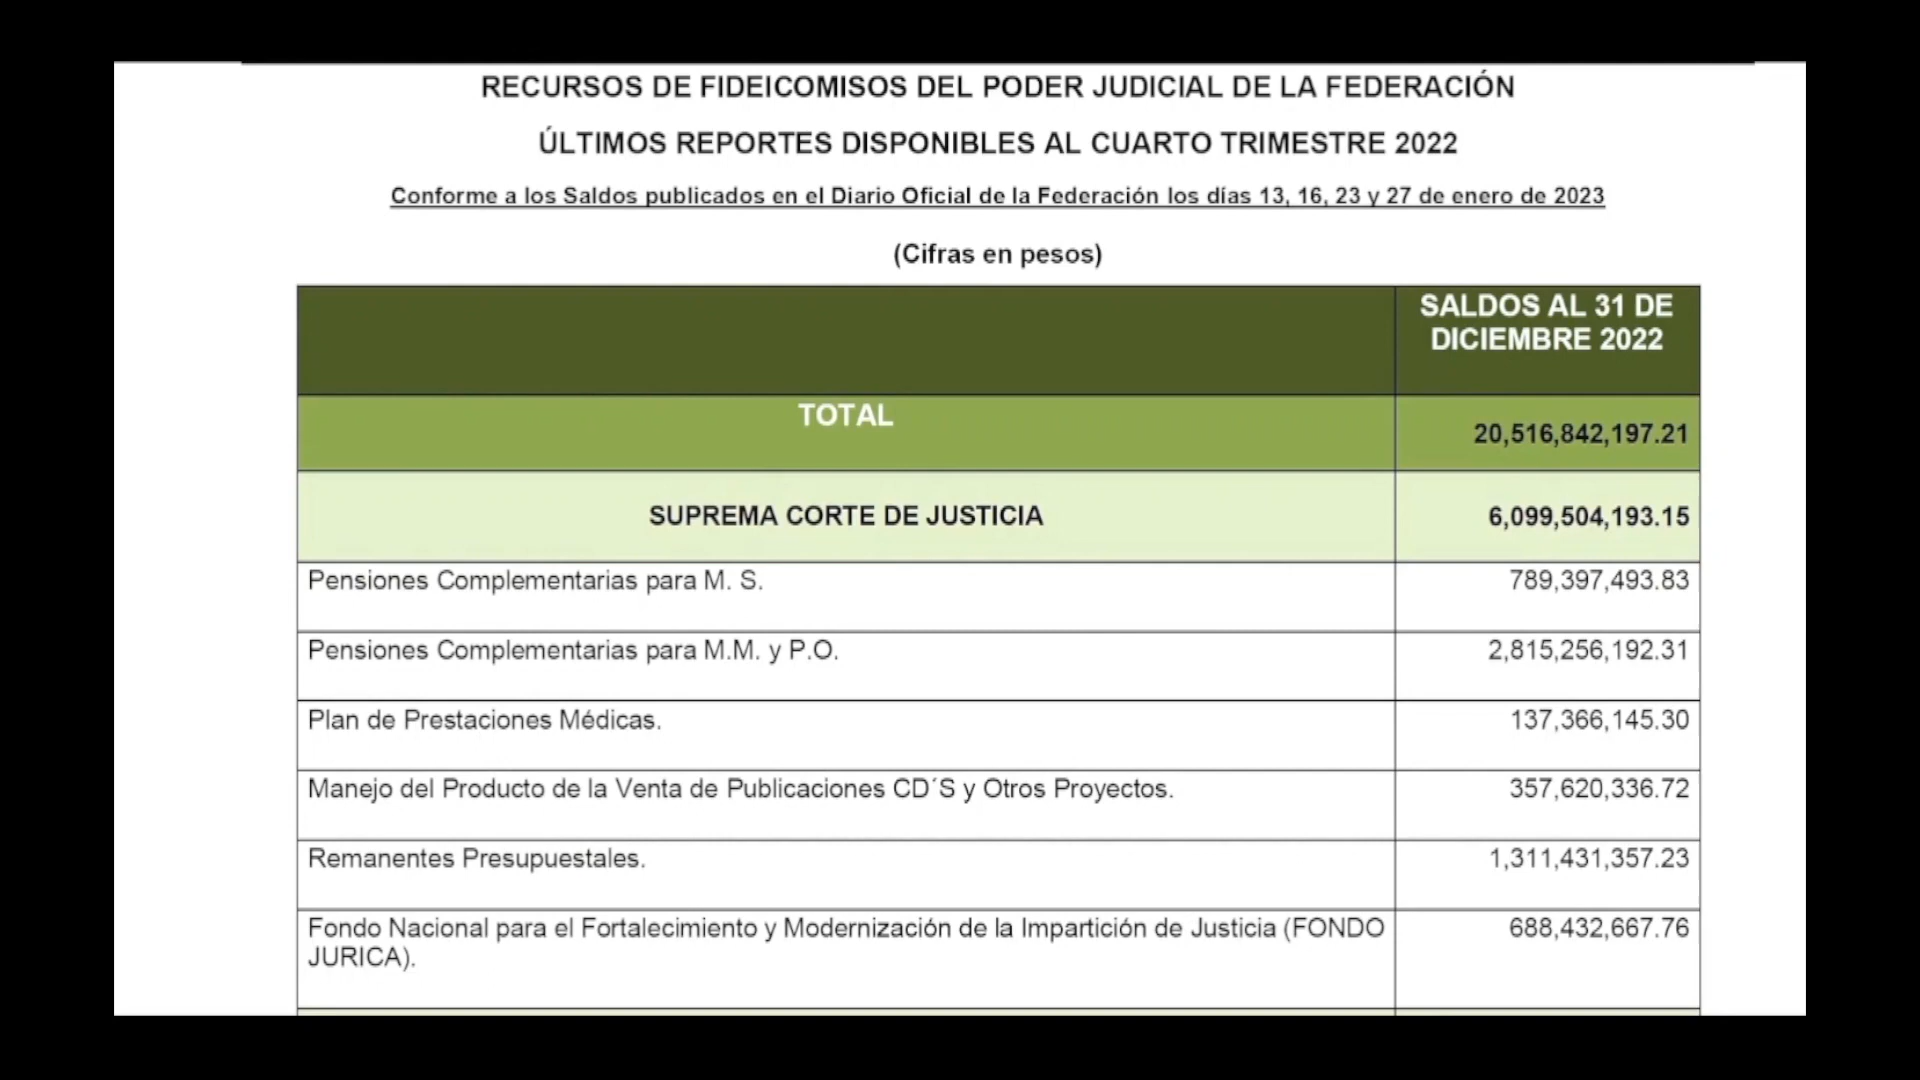 RECURSOS DE FIDEICOMISOS DEL PODER JUDICIAL DE LA FEDERACIÓN
ÚLTIMOS REPORTES DISPONIBLES AL CUARTO TRIMESTRE 2022
Conforme a los Saldos publicados en el Diario Oficial de la Federación los días 13, 16, 23 y 27 de enero de 2023
(Cifras en pesos)
SALDOS AL 31 DE
DICIEMBRE 2022
TOTAL 20,516,842,197.21
SUPREMA CORTE DE JUSTICIA 6,099,504,193.15
Pensiones Complementarias para M. S. 789,397,493.83
Pensiones Complementarias para M.M. y P.O. 2,815,256,192.31
Plan de Prestaciones Médicas. 137,366,145.30
Manejo del Producto de la Venta de Publicaciones CD´S y Otros Proyectos. 357,620,336.72
Remanentes Presupuestales. 1,311,431,357.23
Fondo Nacional para el Fortalecimiento y Modernización de la Impartición de Justicia (FONDO 688,432,667.76
JURICA).